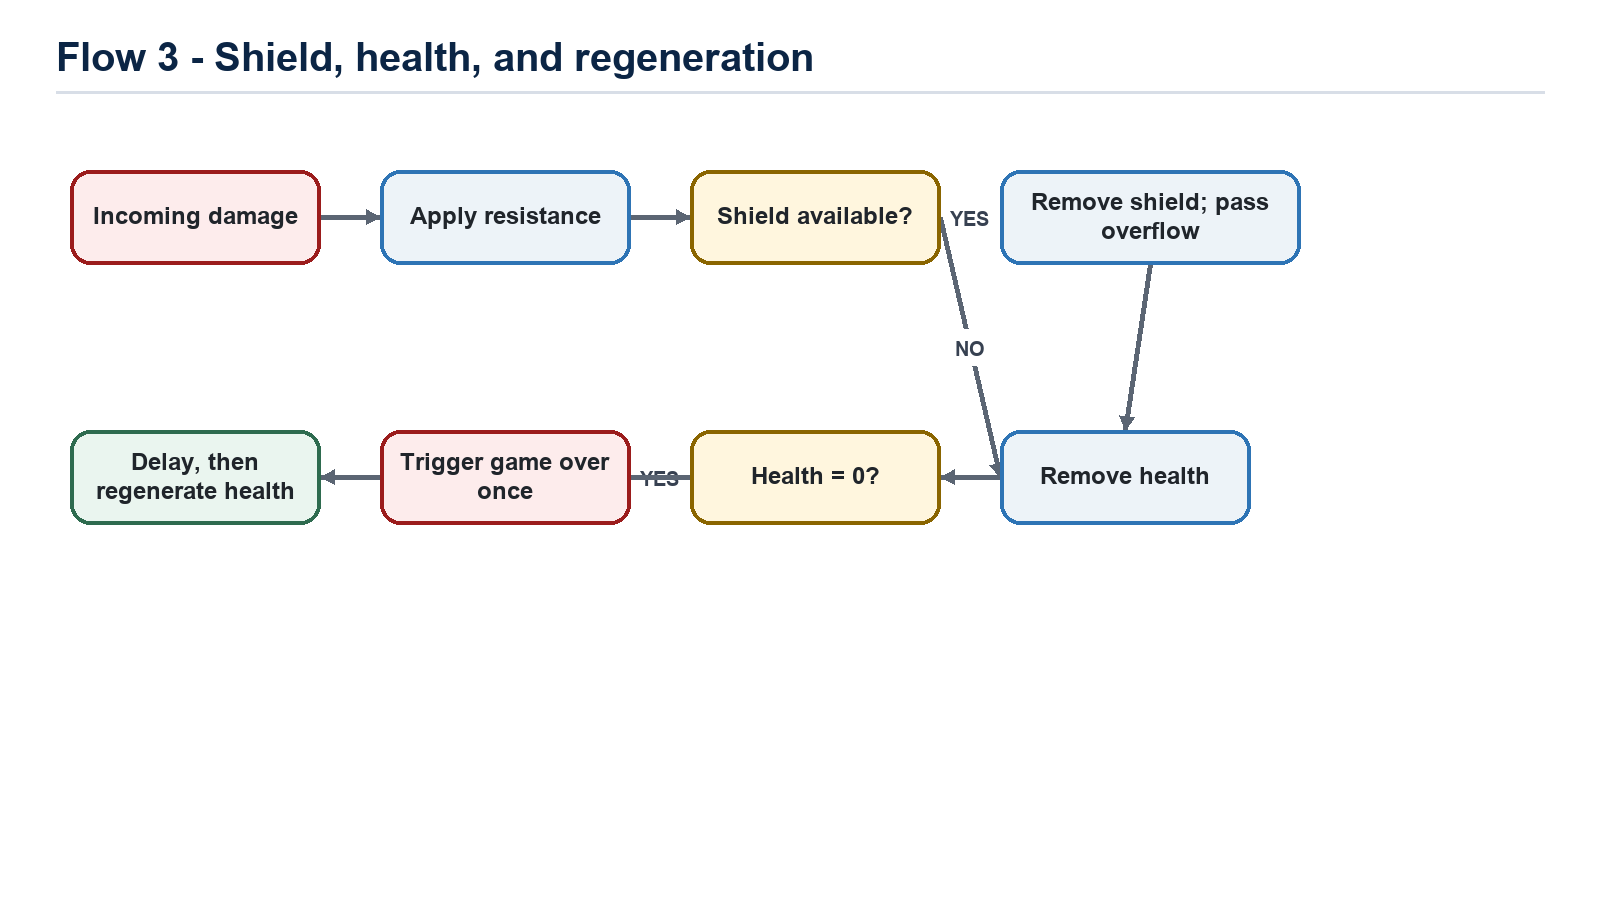 Flow 3 - Shield, health, and regeneration
Incoming damage
Apply resistance
Shield available?
YES
Remove shield; pass
overflow
NO
Delay, then
regenerate health
Trigger game over
once
YES
Health = 0?
Remove health